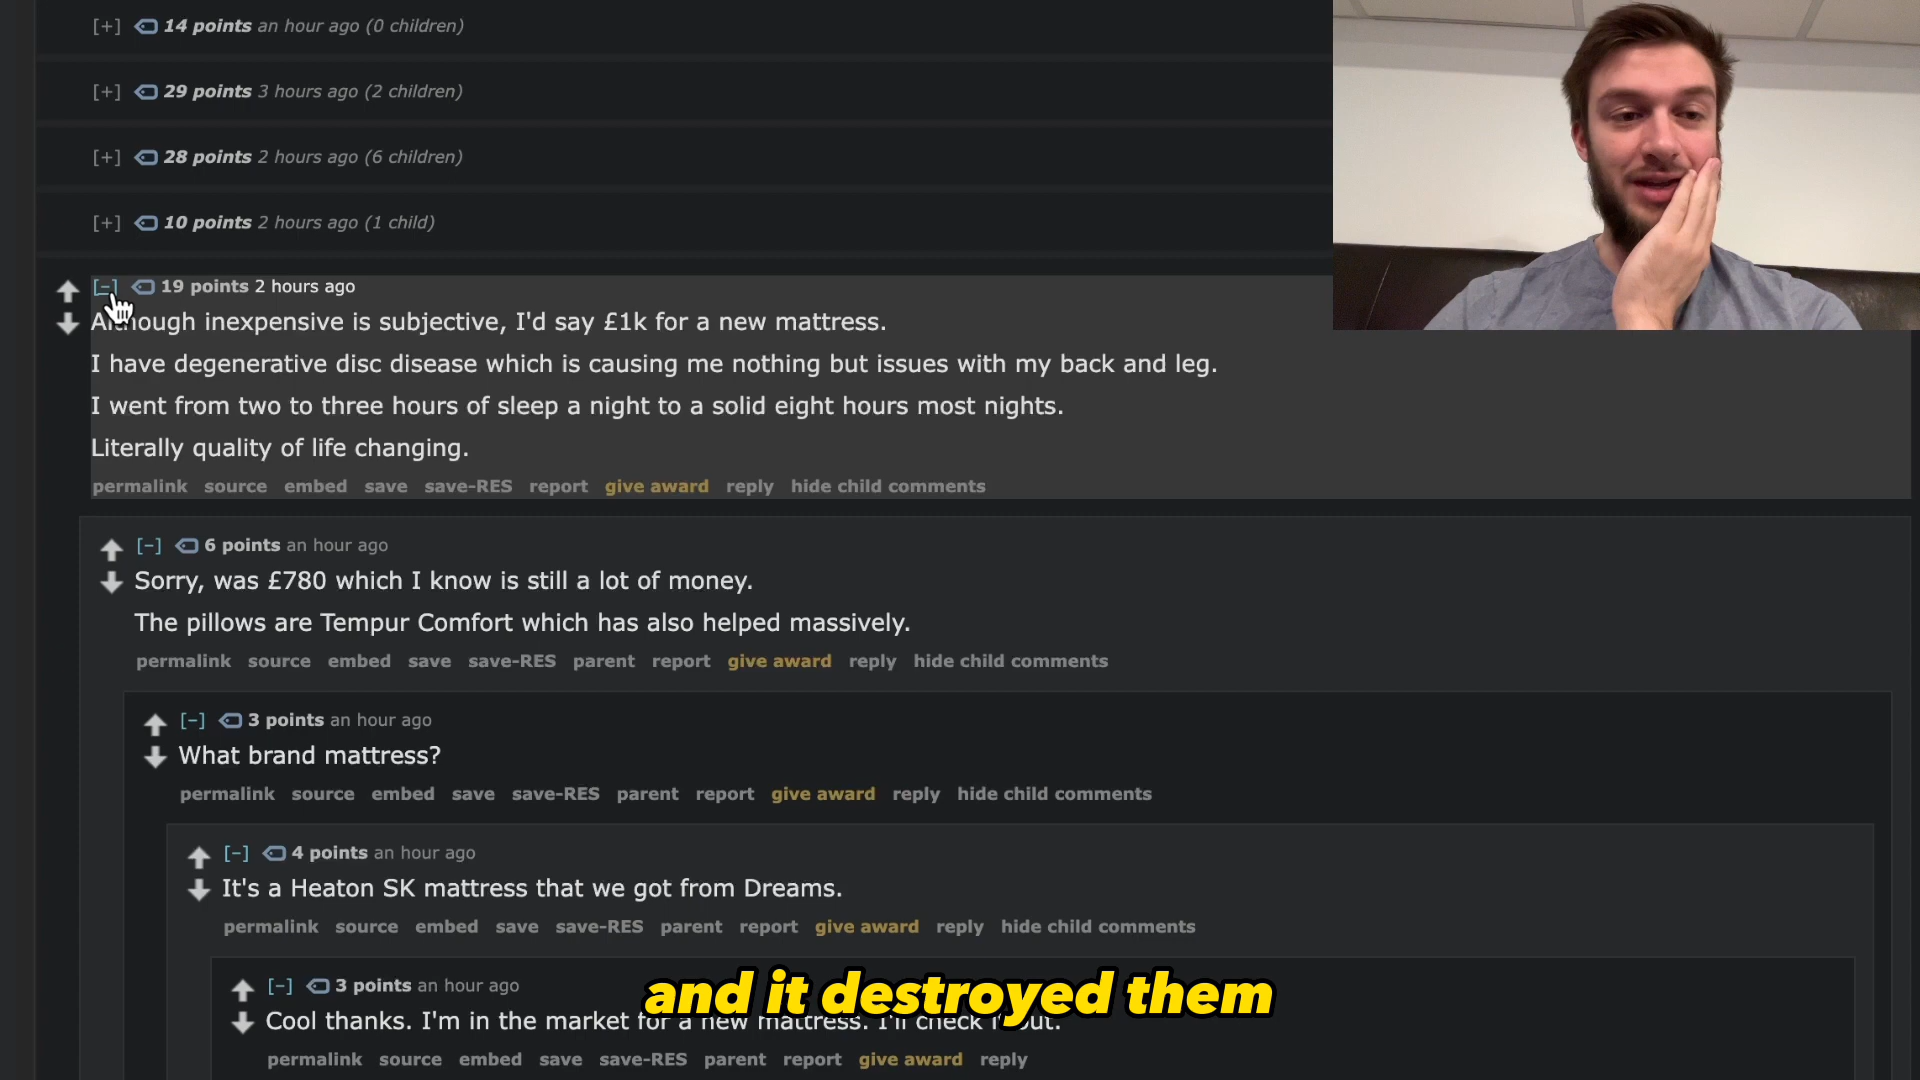 [+] 14 points an hour ago (0 children)
[+] 29 points 3 hours ago (2 children)
[+] 28 points 2 hours ago (6 children)
[+] 10 points 2 hours ago (1 child)
[–] 19 points 2 hours ago
Although inexpensive is subjective, I'd say £1k for a new mattress.
I have degenerative disc disease which is causing me nothing but issues with my back and leg.
I went from two to three hours of sleep a night to a solid eight hours most nights.
Literally quality of life changing.
permalink source embed save save-RES report give award reply hide child comments
[–] 6 points an hour ago
Sorry, was £780 which I know is still a lot of money.
The pillows are Tempur Comfort which has also helped massively.
permalink source embed save save-RES parent report give award reply hide child comments
[–] 3 points an hour ago
What brand mattress?
permalink source embed save save-RES parent report give award reply hide child comments
[–] 4 points an hour ago
It's a Heaton SK mattress that we got from Dreams.
permalink source embed save save-RES parent report give award reply hide child comments
[–] 3 points an hour ago
and it destroyed them
Cool thanks. I'm in the market for a new mattress. I'll check it out.
permalink source embed save save-RES parent report give award reply